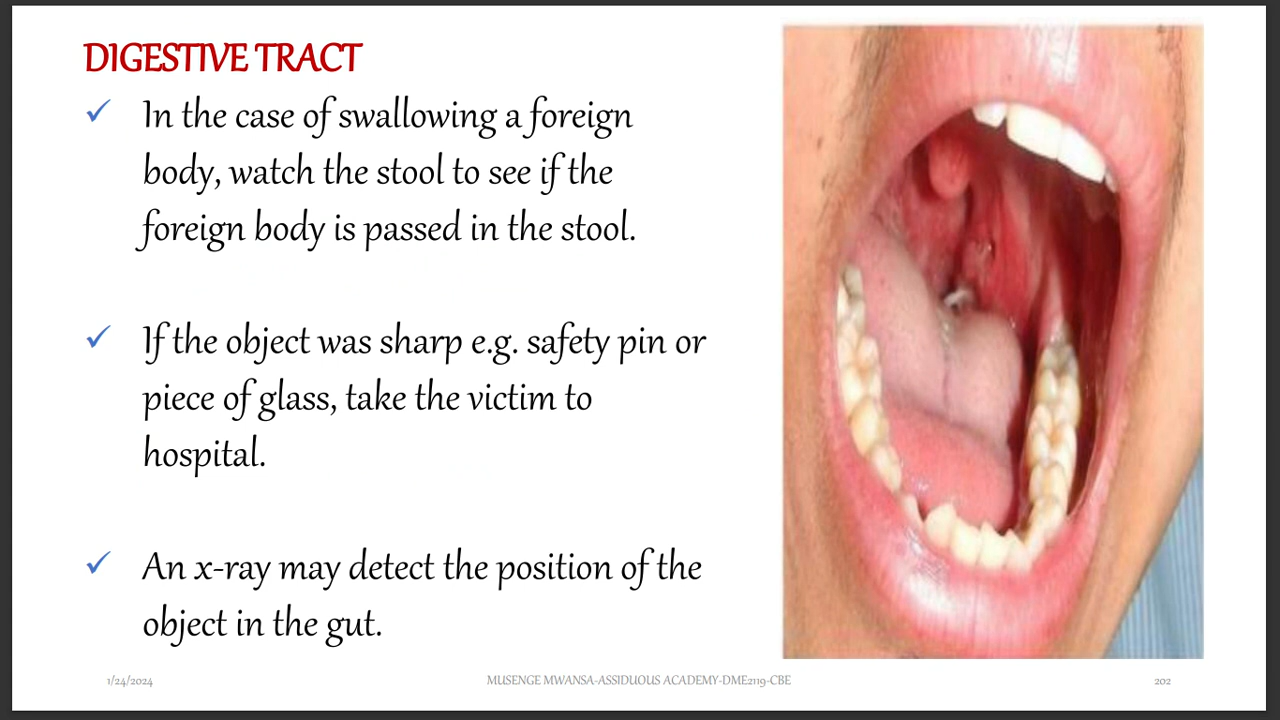 DIGESTIVE TRACT
✓ In the case of swallowing a foreign
body, watch the stool to see if the
foreign body is passed in the stool.
✓ If the object was sharp e.g. safety pin or
piece of glass, take the victim to
hospital.
✓ An x-ray may detect the position of the
object in the gut.
1/24/2024
MUSENGE MWANSA-ASSIDUOUS ACADEMY-DME2119-CBE
202